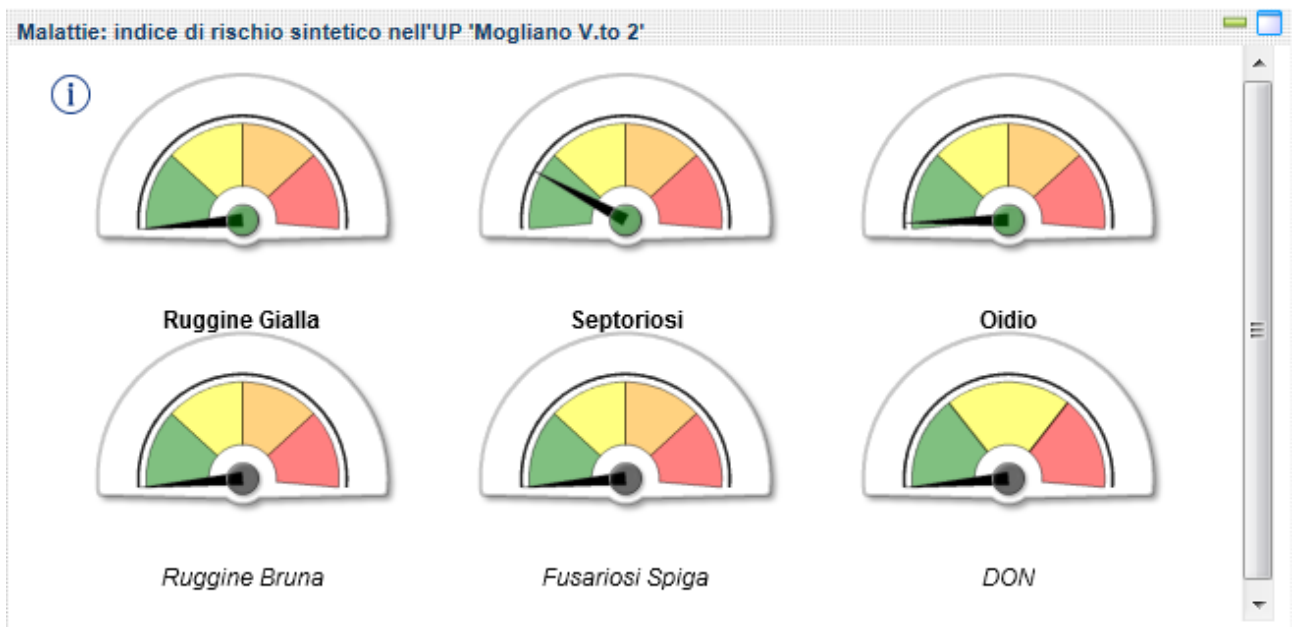 Malattie: indice di rischio sintetico nell'UP 'Mogliano V.to 2'
i
Ruggine Gialla
Septoriosi
Oidio
Ruggine Bruna
Fusariosi Spiga
DON